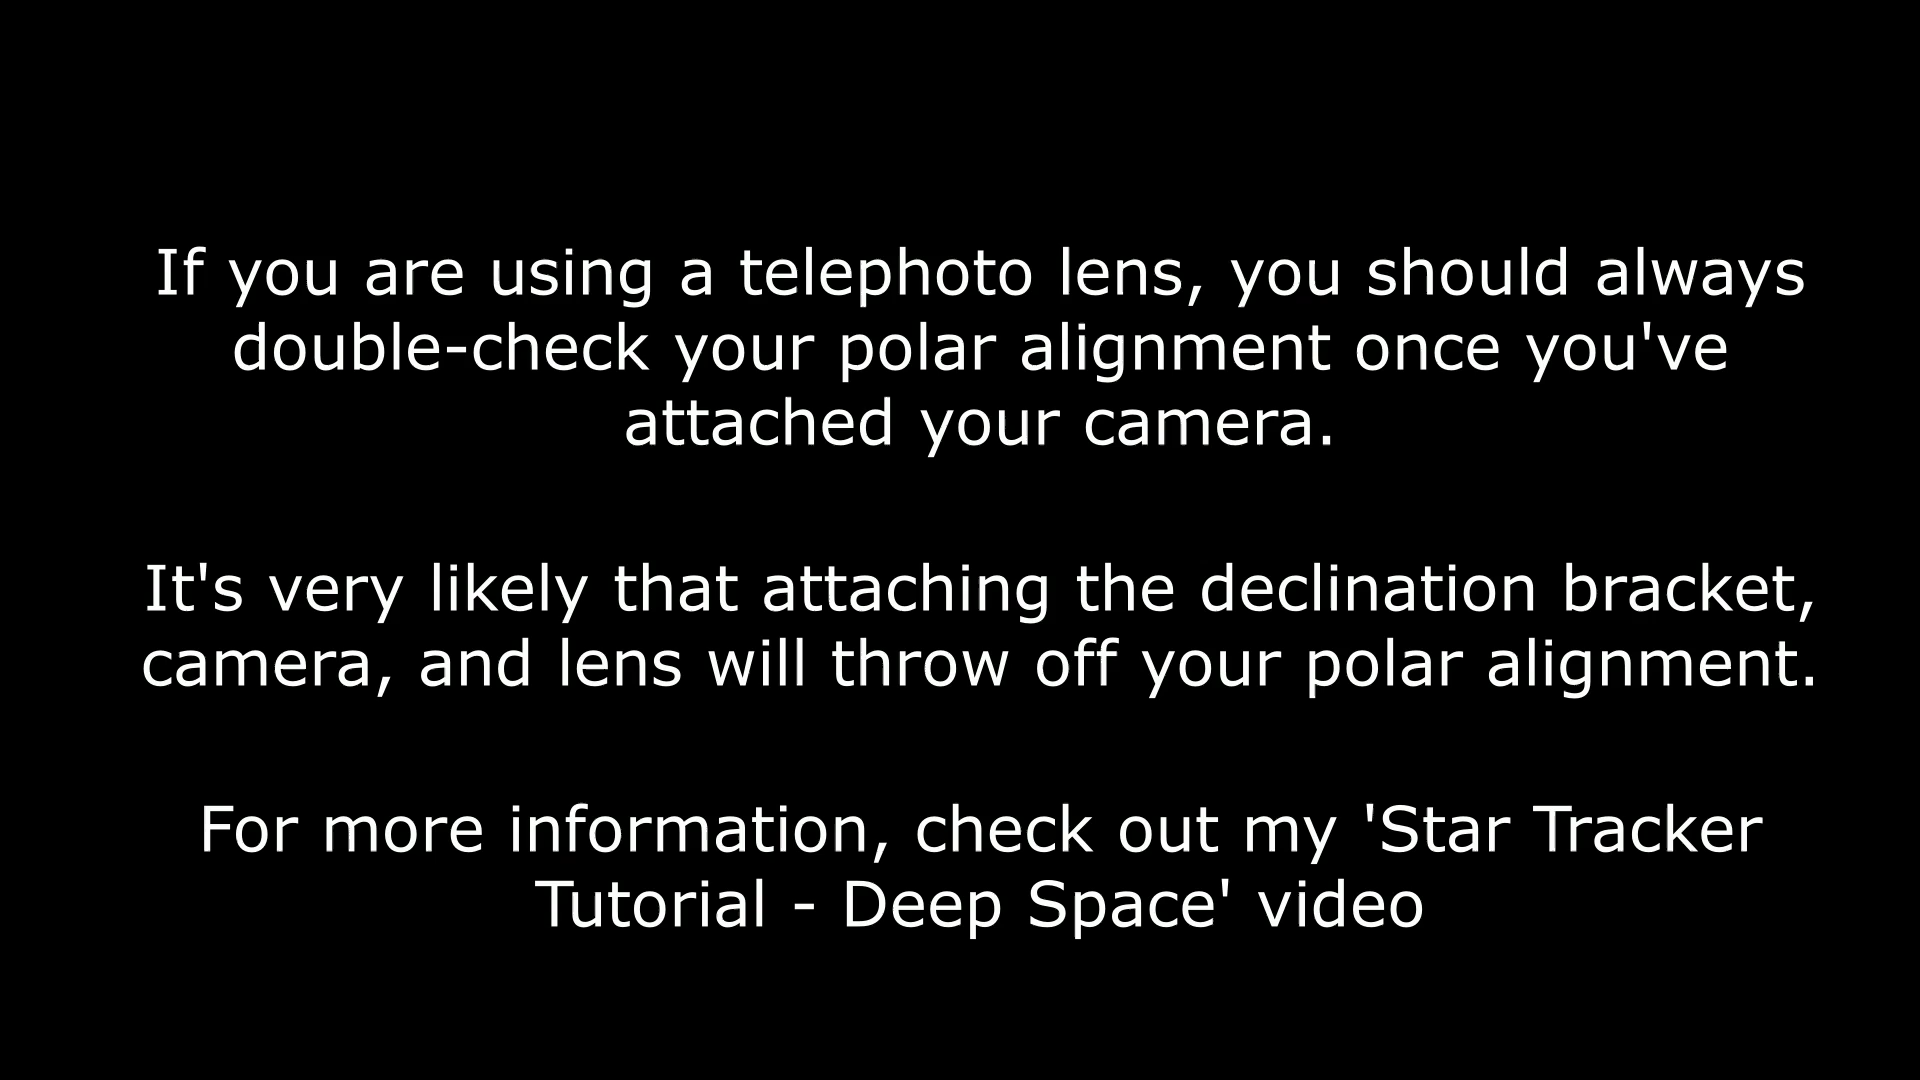 If you are using a telephoto lens, you should always
double-check your polar alignment once you've
attached your camera.
It's very likely that attaching the declination bracket,
camera, and lens will throw off your polar alignment.
For more information, check out my 'Star Tracker
Tutorial - Deep Space' video